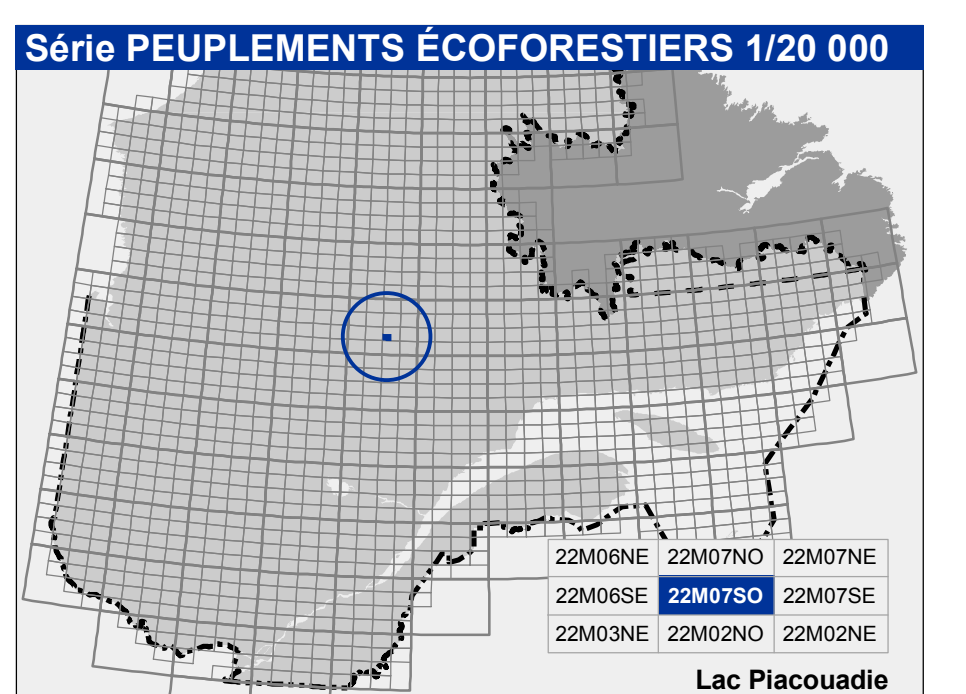 Série PEUPLEMENTS ÉCOFORESTIERS 1/20 000
22M06NE 22M07NO 22M07NE
22M06SE 22M07SO 22M07SE
22M03NE 22M02NO 22M02NE
Lac Piacouadie